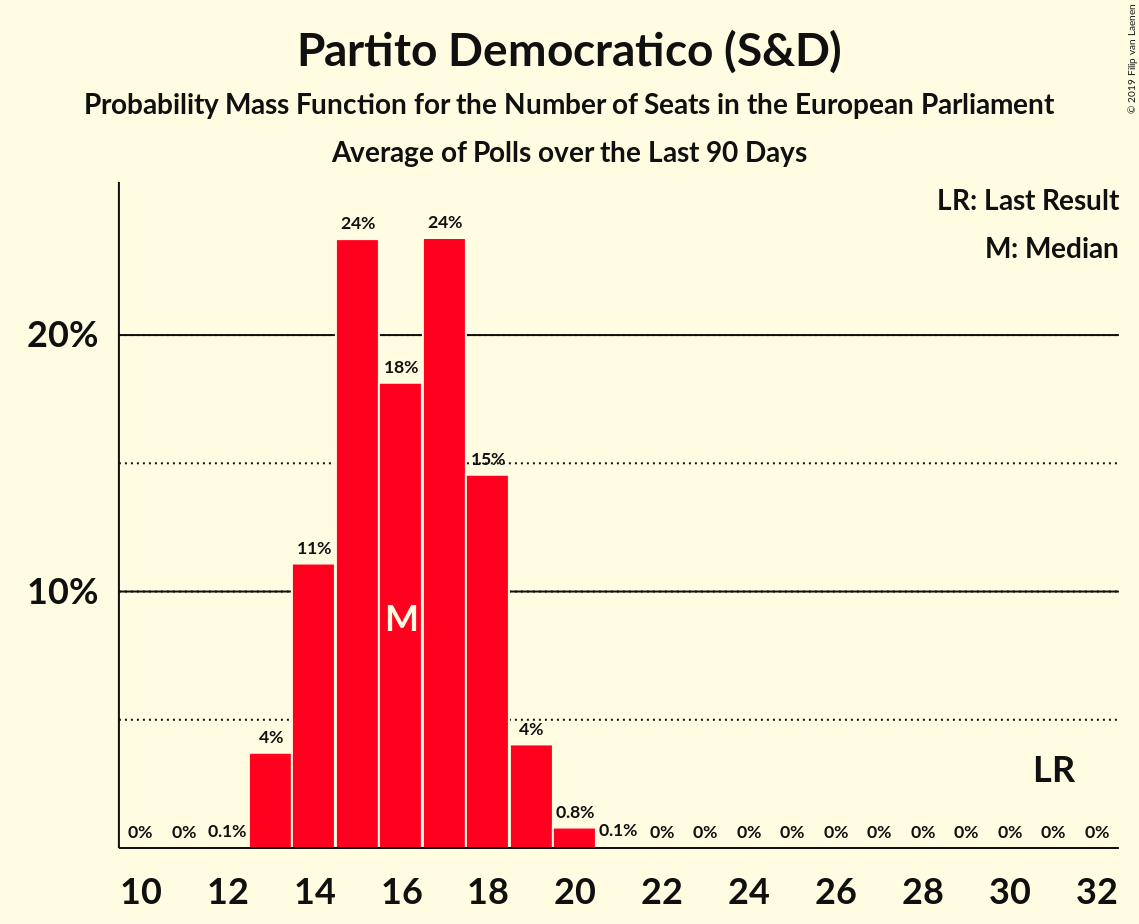 Partito Democratico (S&D)
Probability Mass Function for the Number of Seats in the European Parliament
Average of Polls over the Last 90 Days
© 2019 Filip van Laenen
LR: Last Result
M: Median
20%
10%
0% 0% 0.1% 4% 11% 24% 18% 24% 15% 4% 0.8% 0.1% 0% 0% 0% 0% 0% 0% 0% 0% 0% 0% 0%
M
LR
10 12 14 16 18 20 22 24 26 28 30 32